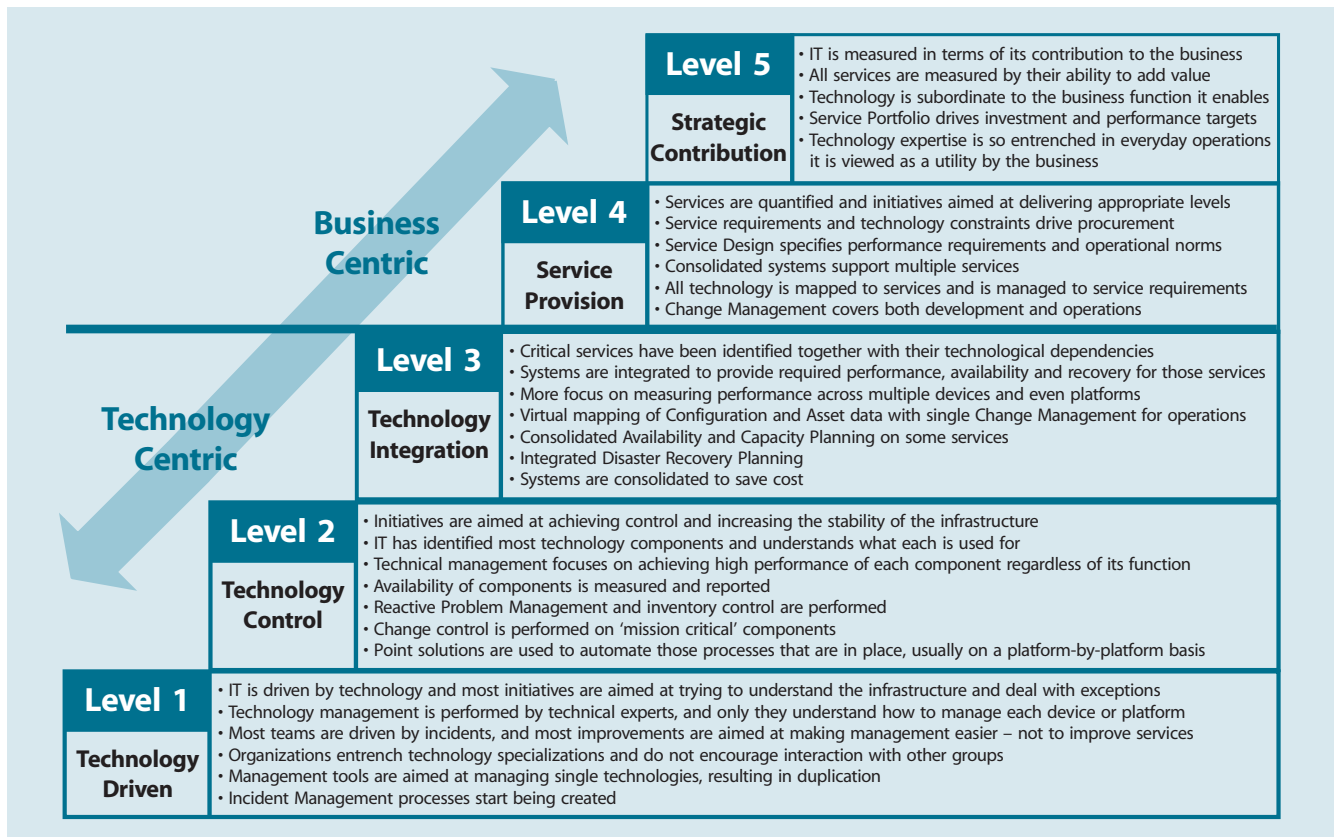 Level 5
Strategic
Contribution
• IT is measured in terms of its contribution to the business
• All services are measured by their ability to add value
• Technology is subordinate to the business function it enables
• Service Portfolio drives investment and performance targets
• Technology expertise is so entrenched in everyday operations
it is viewed as a utility by the business
Business
Centric
Level 4
Service
Provision
• Services are quantified and initiatives aimed at delivering appropriate levels
• Service requirements and technology constraints drive procurement
• Service Design specifies performance requirements and operational norms
• Consolidated systems support multiple services
• All technology is mapped to services and is managed to service requirements
• Change Management covers both development and operations
Technology
Centric
Level 3
Technology
Integration
• Critical services have been identified together with their technological dependencies
• Systems are integrated to provide required performance, availability and recovery for those services
• More focus on measuring performance across multiple devices and even platforms
• Virtual mapping of Configuration and Asset data with single Change Management for operations
• Consolidated Availability and Capacity Planning on some services
• Integrated Disaster Recovery Planning
• Systems are consolidated to save cost
Level 2
Technology
Control
• Initiatives are aimed at achieving control and increasing the stability of the infrastructure
• IT has identified most technology components and understands what each is used for
• Technical management focuses on achieving high performance of each component regardless of its function
• Availability of components is measured and reported
• Reactive Problem Management and inventory control are performed
• Change control is performed on ‘mission critical’ components
• Point solutions are used to automate those processes that are in place, usually on a platform-by-platform basis
Level 1
Technology
Driven
• IT is driven by technology and most initiatives are aimed at trying to understand the infrastructure and deal with exceptions
• Technology management is performed by technical experts, and only they understand how to manage each device or platform
• Most teams are driven by incidents, and most improvements are aimed at making management easier – not to improve services
• Organizations entrench technology specializations and do not encourage interaction with other groups
• Management tools are aimed at managing single technologies, resulting in duplication
• Incident Management processes start being created